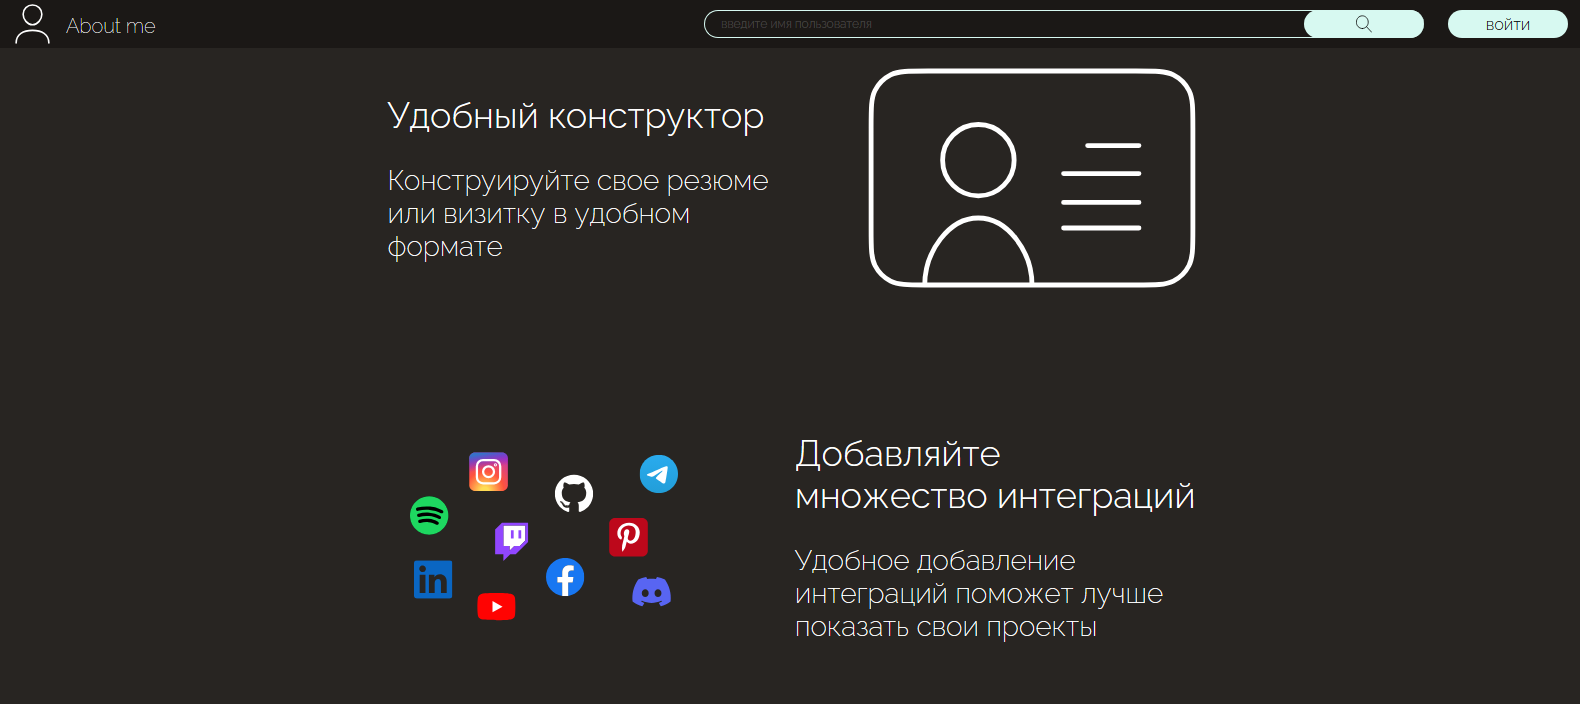 About me
введите имя пользователя
войти
Удобный конструктор
Конструируйте свое резюме
или визитку в удобном
формате
Добавляйте
множество интеграций
Удобное добавление
интеграций поможет лучше
показать свои проекты